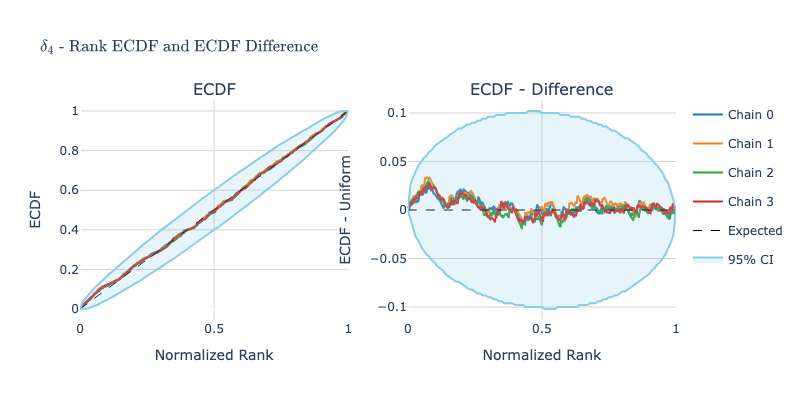 δ₄ - Rank ECDF and ECDF Difference
ECDF
ECDF
1
0.8
0.6
0.4
0.2
0
0
0.5
1
Normalized Rank
ECDF - Difference
ECDF - Uniform
0.1
0.05
0
−0.05
−0.1
0
0.5
1
Normalized Rank
Chain 0
Chain 1
Chain 2
Chain 3
Expected
95% CI